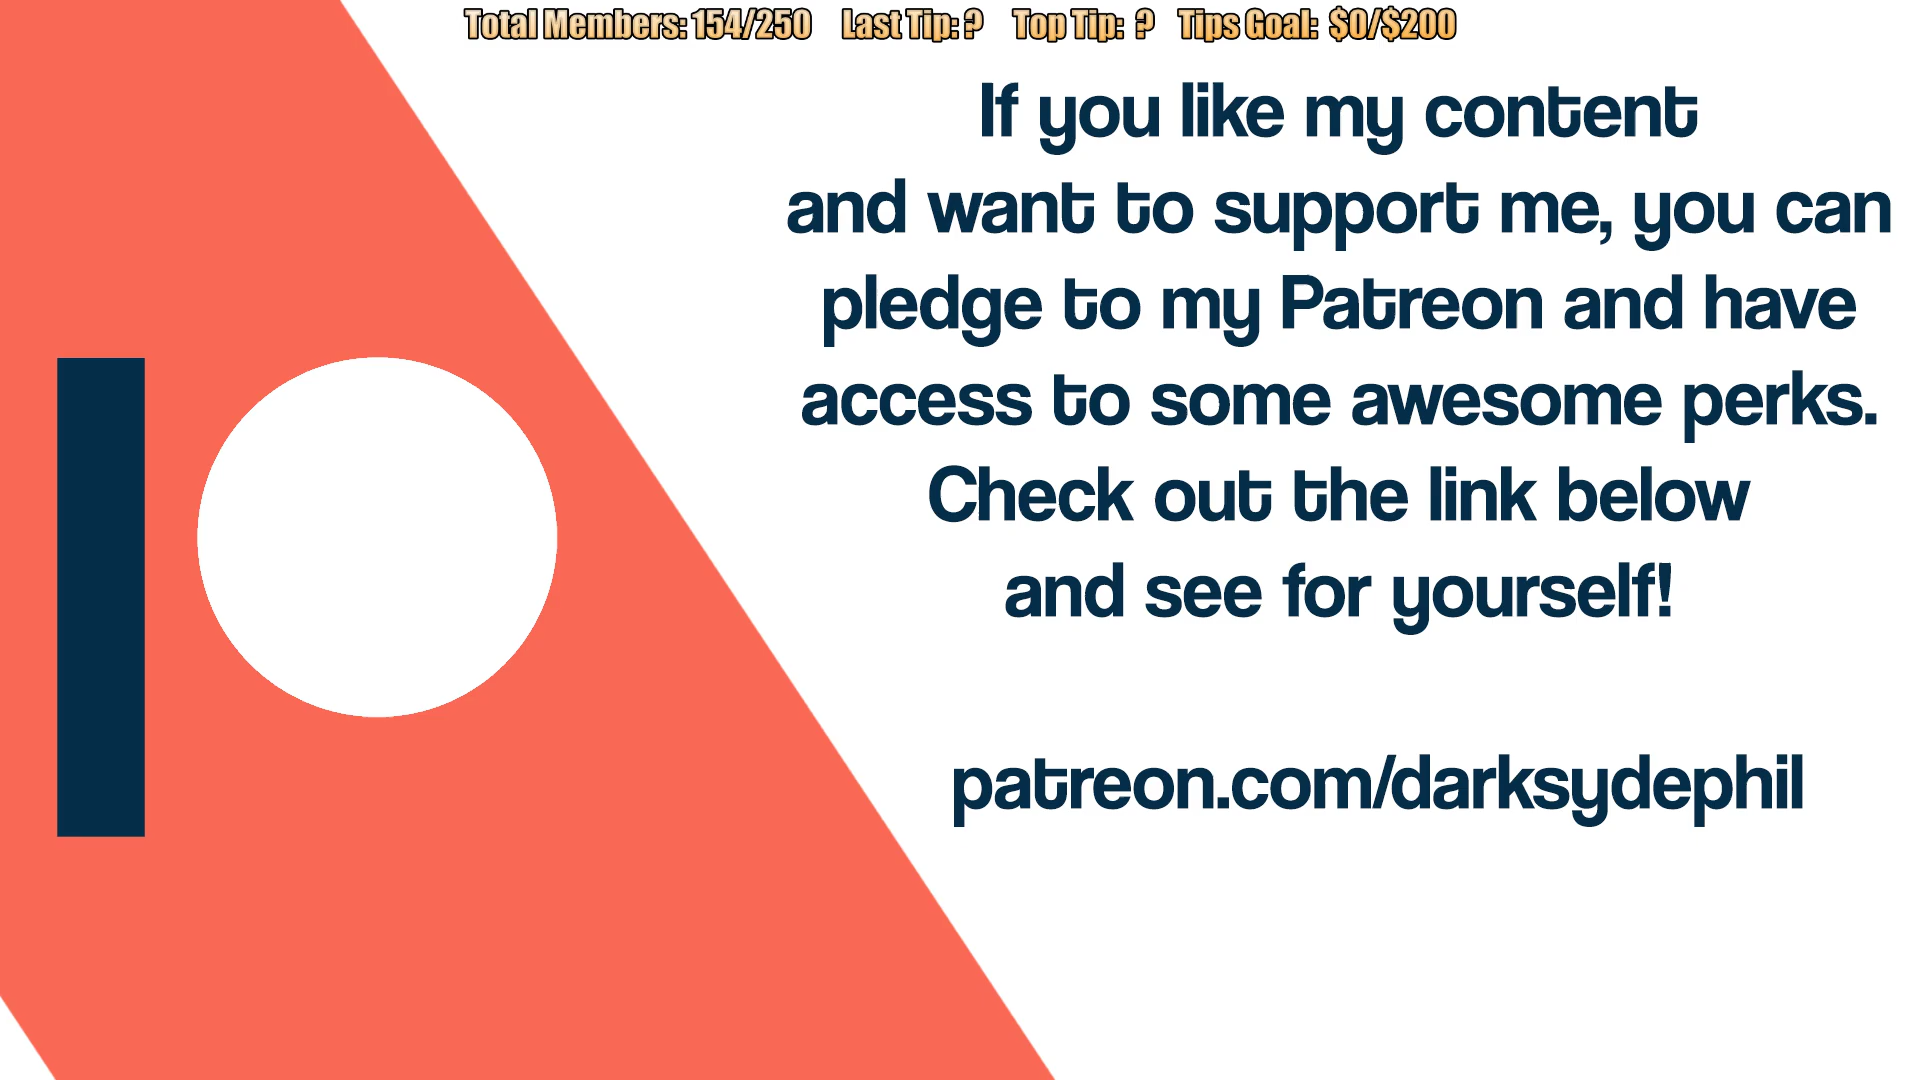 Total Members: 154/250 Last Tip: ? Top Tip: ? Tips Goal: $0/$200
If you like my content
and want to support me, you can
pledge to my Patreon and have
access to some awesome perks.
Check out the link below
and see for yourself!
patreon.com/darksydephil